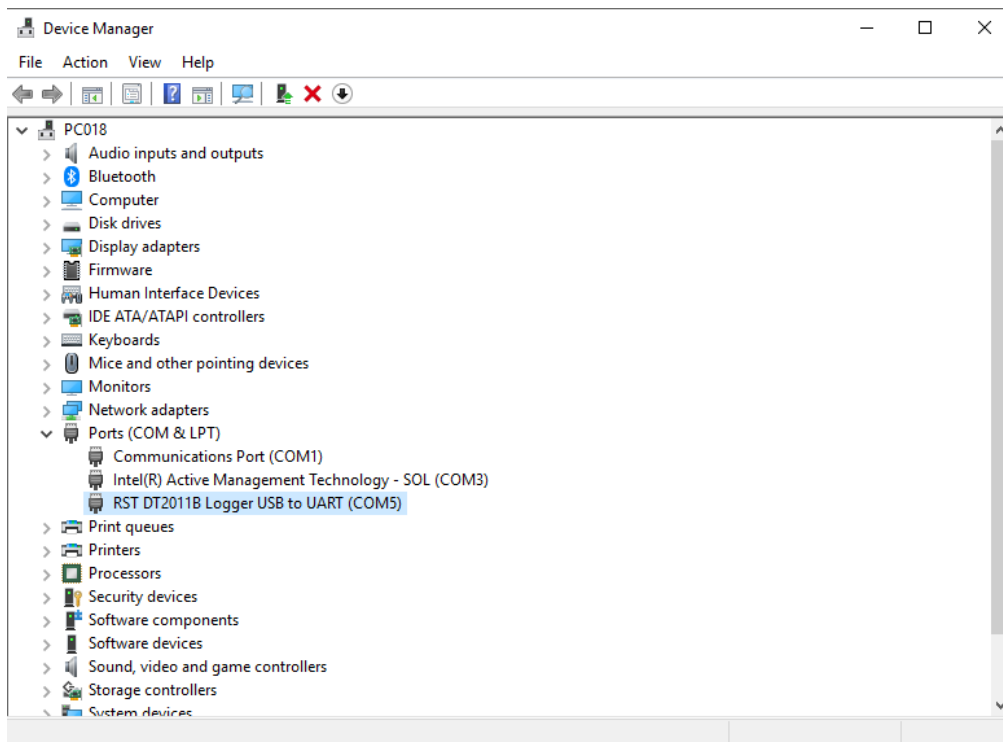 Device Manager
File Action View Help
PC018
Audio inputs and outputs
Bluetooth
Computer
Disk drives
Display adapters
Firmware
Human Interface Devices
IDE ATA/ATAPI controllers
Keyboards
Mice and other pointing devices
Monitors
Network adapters
Ports (COM & LPT)
Communications Port (COM1)
Intel(R) Active Management Technology - SOL (COM3)
RST DT2011B Logger USB to UART (COM5)
Print queues
Printers
Processors
Security devices
Software components
Software devices
Sound, video and game controllers
Storage controllers
System devices